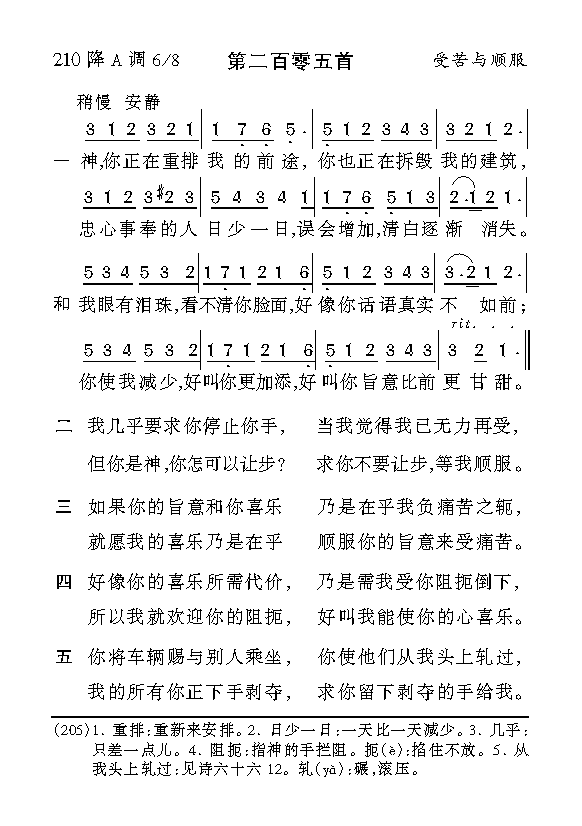 210 降 A 调 6/8 第二百零五首 受苦与顺服
稍慢 安静
3 1 2 3 2 1 | 1 7 6 5 · | 5 1 2 3 4 3 | 3 2 1 2 · |
一 神,你正在重排 我 的 前 途, 你也正在拆毁 我的建筑,
3 1 2 3 #2 3 | 5 4 3 4 1 | 1 7 6 5 1 3 | 2 · 1 2 1 · |
忠心事奉的人 日少一日,误会增加,清白逐 渐 消失。
5 3 4 5 3 2 | 1 7 1 2 1 6 | 5 1 2 3 4 3 | 3 · 2 1 2 · |
和 我眼有泪珠,看不清你脸面,好 像你话语真实 不 如前;
rit. . .
5 3 4 5 3 2 | 1 7 1 2 1 6 | 5 1 2 3 4 3 | 3 2 1 · ‖
你使我减少,好叫你更加添,好 叫你旨意比前 更 甘 甜。
二 我几乎要求你停止你手, 当我觉得我已无力再受,
但你是神,你怎可以让步? 求你不要让步,等我顺服。
三 如果你的旨意和你喜乐 乃是在乎我负痛苦之轭,
就愿我的喜乐乃是在乎 顺服你的旨意来受痛苦。
四 好像你的喜乐所需代价, 乃是需我受你阻扼倒下,
所以我就欢迎你的阻扼, 好叫我能使你的心喜乐。
五 你将车辆赐与别人乘坐, 你使他们从我头上轧过,
我的所有你正下手剥夺, 求你留下剥夺的手给我。
(205)1. 重排:重新来安排。2. 日少一日:一天比一天减少。3. 几乎:
只差一点儿。4. 阻扼:指神的手拦阻。扼(è):掐住不放。5. 从
我头上轧过:见诗六十六 12。轧(yà):碾,滚压。